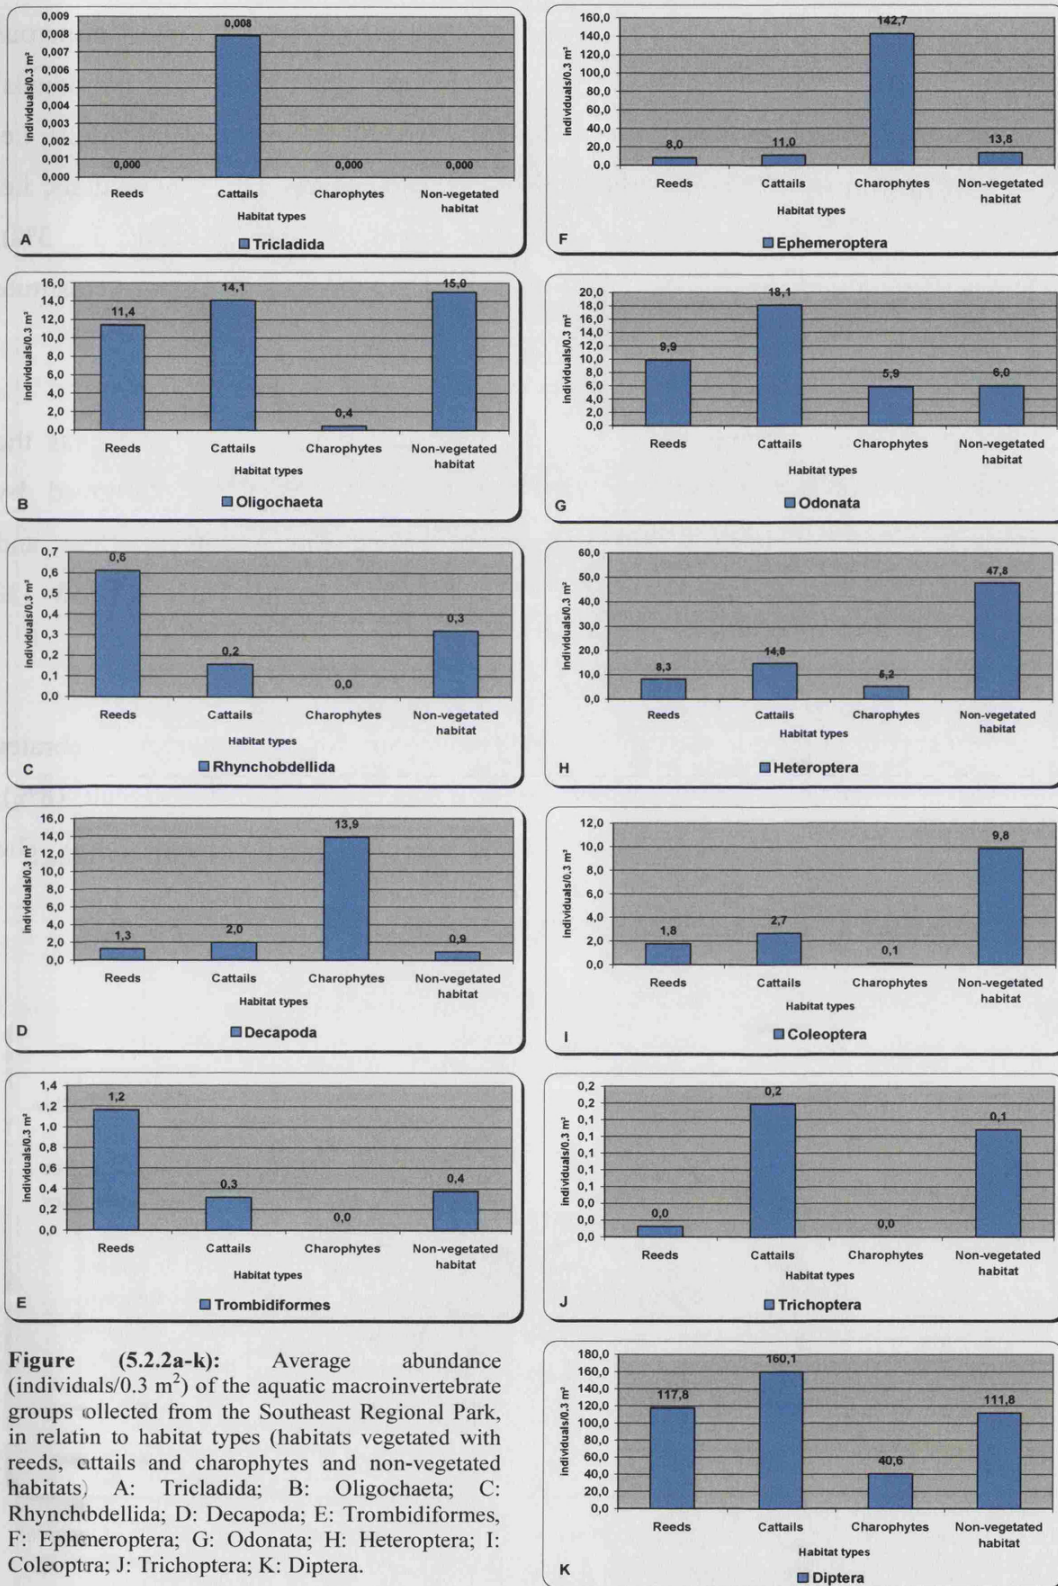 0,009
0,008
0,007
0,006
0,005
0,004
0,003
0,002
0,001
0,000
individuals/0.3 m²
0,000
0,008
0,000
0,000
Reeds
Cattails
Charophytes
Non-vegetated
habitat
Habitat types
A
Tricladida
16,0
14,0
12,0
10,0
8,0
6,0
4,0
2,0
0,0
individuals/0.3 m²
11,4
14,1
0,4
15,0
Reeds
Cattails
Charophytes
Non-vegetated
habitat
Habitat types
B
Oligochaeta
0,7
0,6
0,5
0,4
0,3
0,2
0,1
0,0
individuals/0.3 m²
0,6
0,2
0,0
0,3
Reeds
Cattails
Charophytes
Non-vegetated
habitat
Habitat types
C
Rhynchobdellida
16,0
14,0
12,0
10,0
8,0
6,0
4,0
2,0
0,0
individuals/0.3 m²
1,3
2,0
13,9
0,9
Reeds
Cattails
Charophytes
Non-vegetated
habitat
Habitat types
D
Decapoda
1,4
1,2
1,0
0,8
0,6
0,4
0,2
0,0
individuals/0.3 m²
1,2
0,3
0,0
0,4
Reeds
Cattails
Charophytes
Non-vegetated
habitat
Habitat types
E
Trombidiformes
Figure (5.2.2a-k): Average abundance
(individuals/0.3 m²) of the aquatic macroinvertebrate
groups ollected from the Southeast Regional Park,
in relatin to habitat types (habitats vegetated with
reeds, cttails and charophytes and non-vegetated
habitats) A: Tricladida; B: Oligochaeta; C:
Rhynchbdellida; D: Decapoda; E: Trombidiformes,
F: Ephemeroptera; G: Odonata; H: Heteroptera; I:
Coleoptra; J: Trichoptera; K: Diptera.
160,0
140,0
120,0
100,0
80,0
60,0
40,0
20,0
0,0
individuals/0.3 m²
8,0
11,0
142,7
13,8
Reeds
Cattails
Charophytes
Non-vegetated
habitat
Habitat types
F
Ephemeroptera
20,0
18,0
16,0
14,0
12,0
10,0
8,0
6,0
4,0
2,0
0,0
individuals/0.3 m²
9,9
18,1
5,9
6,0
Reeds
Cattails
Charophytes
Non-vegetated
habitat
Habitat types
G
Odonata
60,0
50,0
40,0
30,0
20,0
10,0
0,0
individuals/0.3 m²
8,3
14,8
5,2
47,8
Reeds
Cattails
Charophytes
Non-vegetated
habitat
Habitat types
H
Heteroptera
12,0
10,0
8,0
6,0
4,0
2,0
0,0
individuals/0.3 m²
1,8
2,7
0,1
9,8
Reeds
Cattails
Charophytes
Non-vegetated
habitat
Habitat types
I
Coleoptera
0,2
0,2
0,1
0,1
0,1
0,1
0,1
0,0
0,0
0,0
individuals/0.3 m²
0,0
0,2
0,0
0,1
Reeds
Cattails
Charophytes
Non-vegetated
habitat
Habitat types
J
Trichoptera
180,0
160,0
140,0
120,0
100,0
80,0
60,0
40,0
20,0
0,0
individuals/0.3 m²
117,8
160,1
40,6
111,8
Reeds
Cattails
Charophytes
Non-vegetated
habitat
Habitat types
K
Diptera